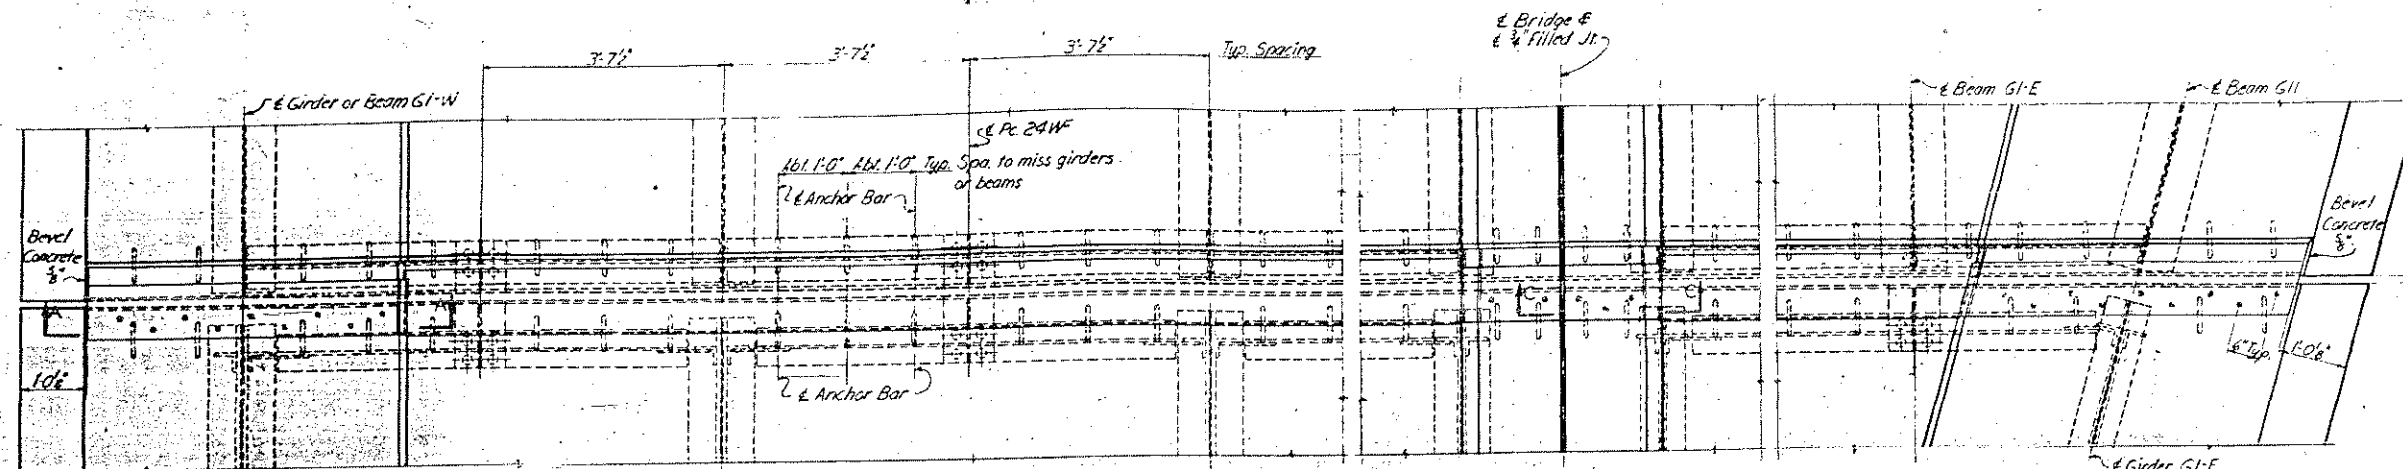 ℄ Bridge &
℄ ¾" Filled Jt.
3'-7½"
3'-7½"
3'-7½"
Typ. Spacing
℄ Girder or Beam G1-W
℄ Beam G1-E
℄ Beam G11
℄ Pc. 24WF
Abt. 1'-0" Abt. 1'-0" Typ. Spa. to miss girders
or beams
℄ Anchor Bar
Bevel
Concrete
⅝"
Bevel
Concrete
⅝"
A
A
C
C
1'-0⅛"
6" Typ.
1'-0⅛"
℄ Anchor Bar
℄ Girder G1-E